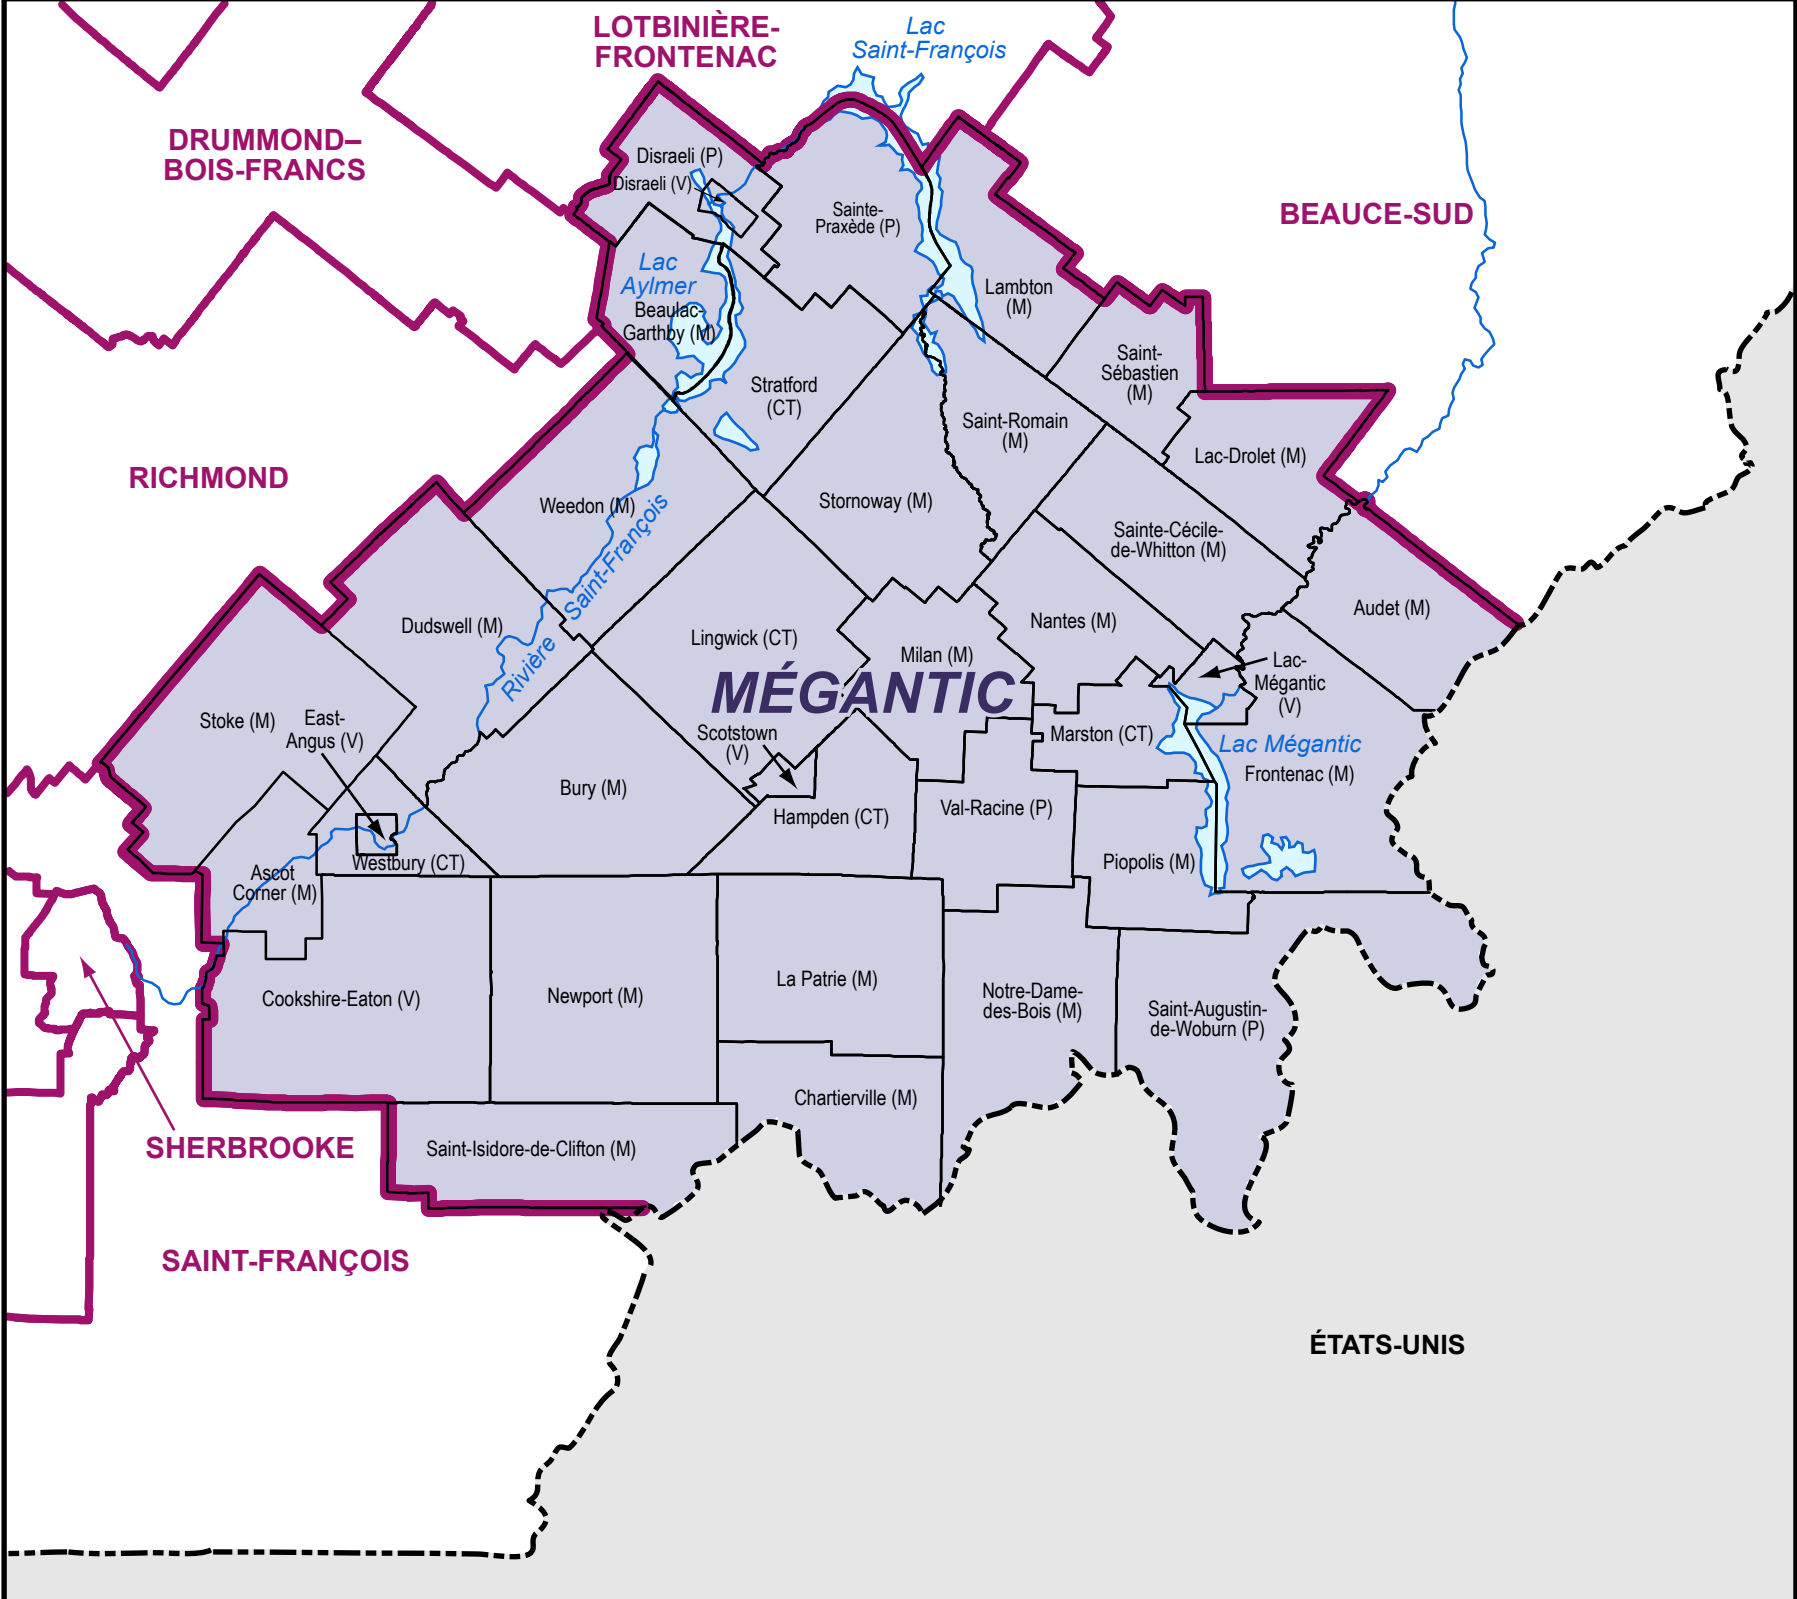 LOTBINIÈRE-
FRONTENAC
Lac
Saint-François
DRUMMOND–
BOIS-FRANCS
Disraeli (P)
Disraeli (V)
Sainte-
Praxède (P)
BEAUCE-SUD
Lac
Aylmer
Beaulac-
Garthby (M)
Lambton
(M)
Stratford
(CT)
Saint-
Sébastien
(M)
Saint-Romain
(M)
Lac-Drolet (M)
RICHMOND
Weedon (M)
Stornoway (M)
Sainte-Cécile-
de-Whitton (M)
Rivière Saint-François
Dudswell (M)
Lingwick (CT)
Milan (M)
Nantes (M)
Audet (M)
MÉGANTIC
Lac-
Mégantic
(V)
Stoke (M)
East-
Angus (V)
Scotstown
(V)
Marston (CT)
Lac Mégantic
Frontenac (M)
Bury (M)
Hampden (CT)
Val-Racine (P)
Westbury (CT)
Piopolis (M)
Ascot
Corner (M)
Cookshire-Eaton (V)
Newport (M)
La Patrie (M)
Notre-Dame-
des-Bois (M)
Saint-Augustin-
de-Woburn (P)
Chartierville (M)
SHERBROOKE
Saint-Isidore-de-Clifton (M)
SAINT-FRANÇOIS
ÉTATS-UNIS